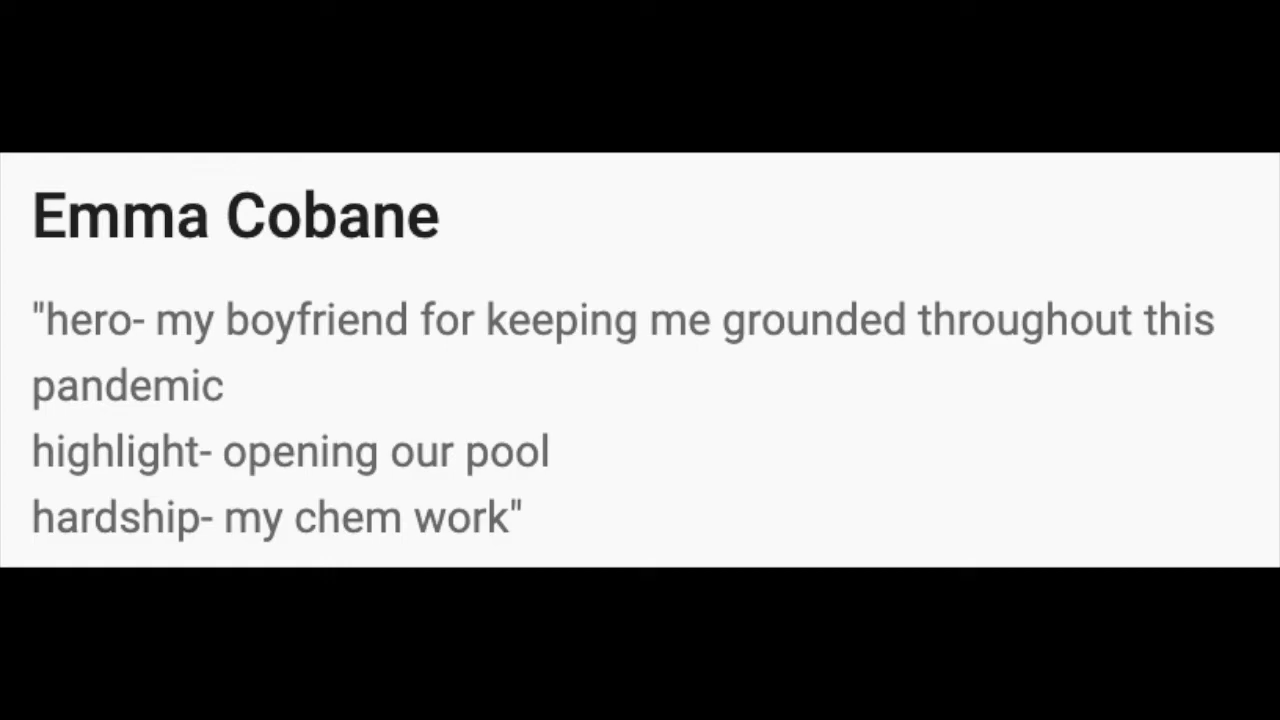 Emma Cobane
"hero- my boyfriend for keeping me grounded throughout this
pandemic
highlight- opening our pool
hardship- my chem work"